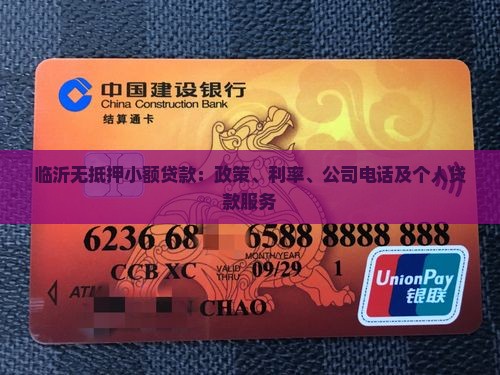 中国建设银行
China Construction Bank
结算通卡
临沂无抵押小额贷款：政策、利率、公司电话及个人贷
款服务
6236 68 6588 8888 888
MONTH/YEAR
CCB XC VALID THRU 09/29 1
ATM
CHAO
UnionPay
银联